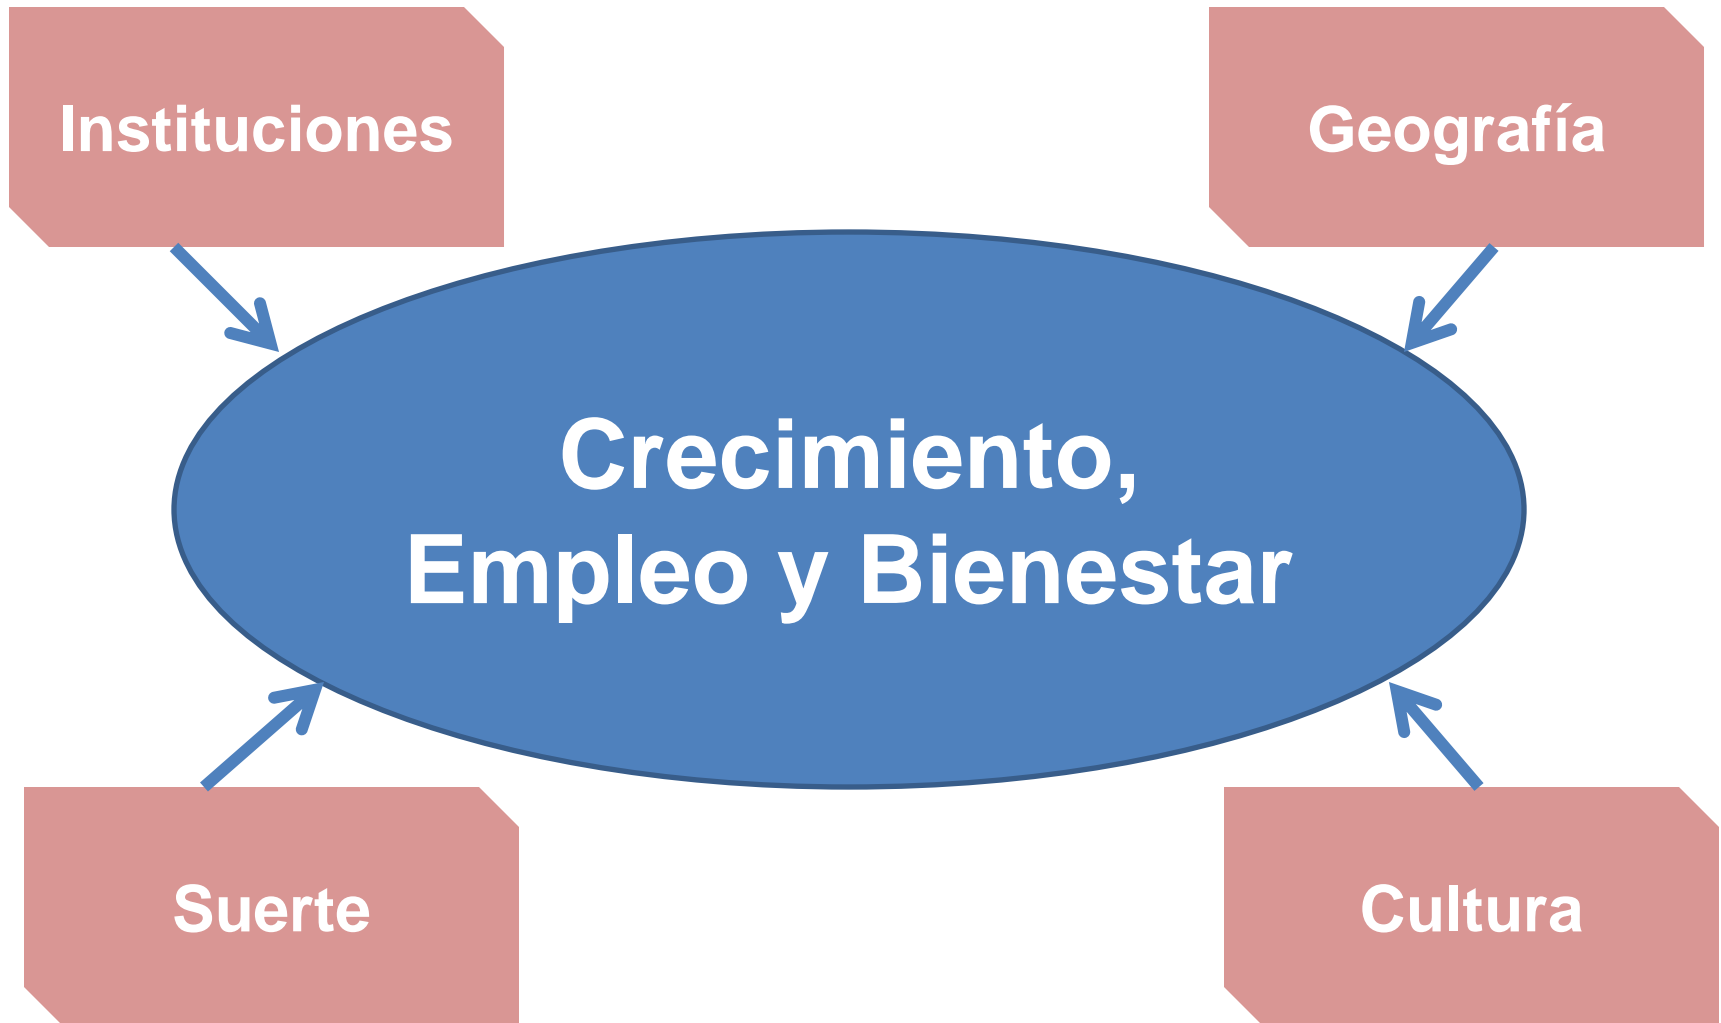 Instituciones
Geografía
Crecimiento,
Empleo y Bienestar
Suerte
Cultura